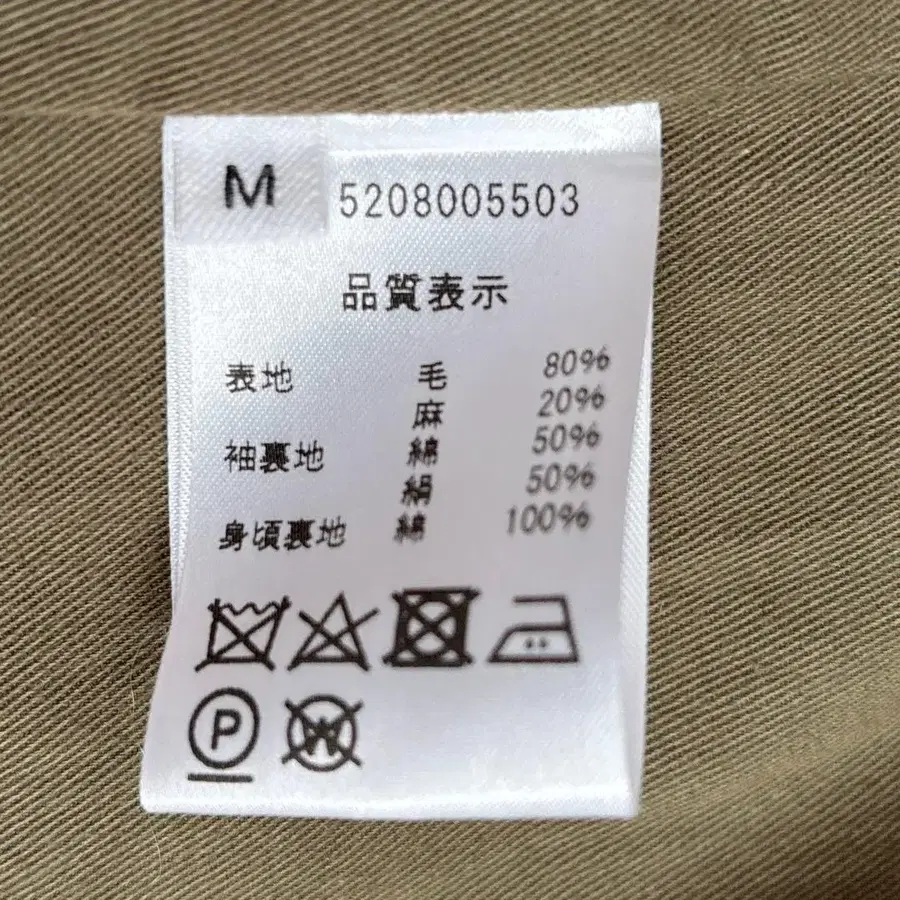 M
5208005503
品質表示
表地 毛 80%
麻 20%
袖裏地 綿 50%
絹 50%
身頃裏地 綿 100%
P
W